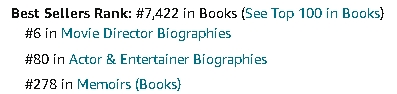 Best Sellers Rank: #7,422 in Books (See Top 100 in Books)
#6 in Movie Director Biographies
#80 in Actor & Entertainer Biographies
#278 in Memoirs (Books)